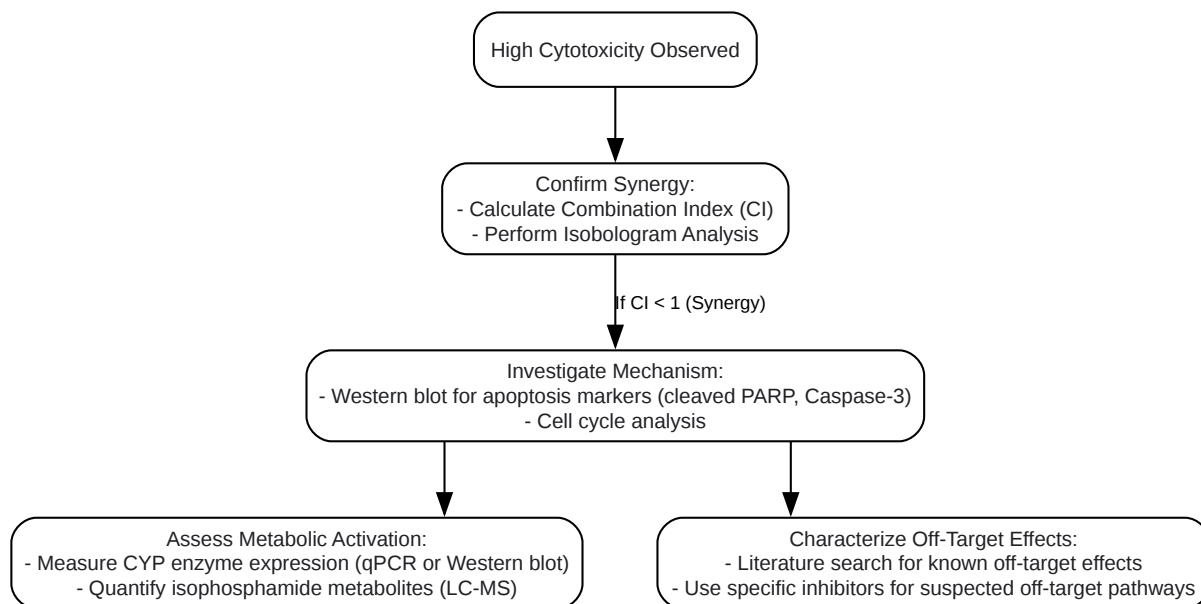 High Cytotoxicity Observed
Confirm Synergy:
- Calculate Combination Index (CI)
- Perform Isobologram Analysis
If CI < 1 (Synergy)
Investigate Mechanism:
- Western blot for apoptosis markers (cleaved PARP, Caspase-3)
- Cell cycle analysis
Assess Metabolic Activation:
- Measure CYP enzyme expression (qPCR or Western blot)
- Quantify isophosphamide metabolites (LC-MS)
Characterize Off-Target Effects:
- Literature search for known off-target effects
- Use specific inhibitors for suspected off-target pathways